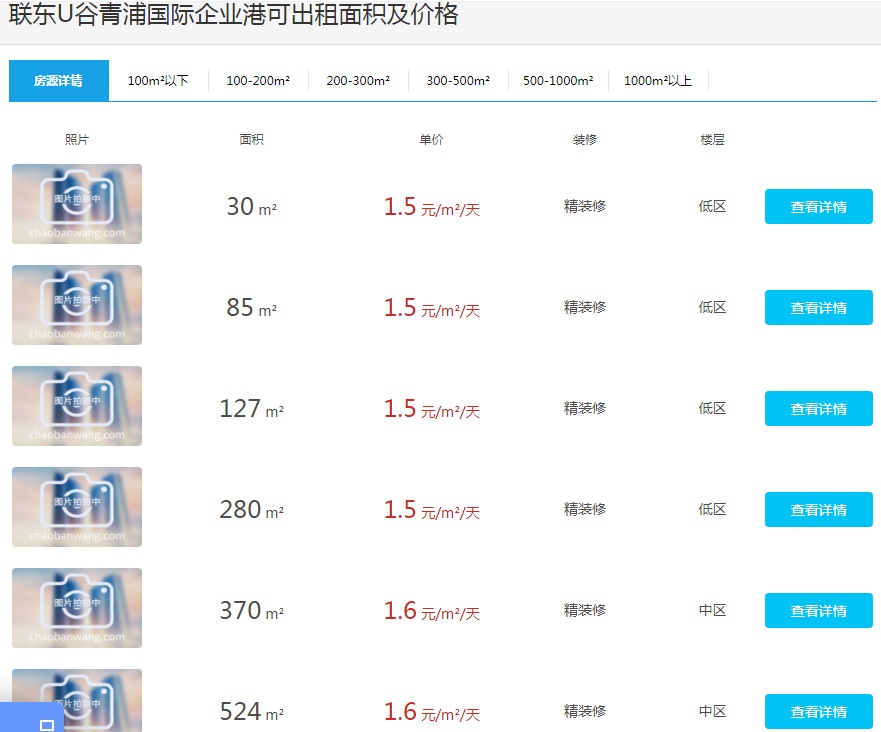 联东U谷青浦国际企业港可出租面积及价格
房源详情 100m²以下 100-200m² 200-300m² 300-500m² 500-1000m² 1000m²以上
照片 面积 单价 装修 楼层
图片拍摄中
chaobanwang.com
30 m² 1.5 元/m²/天 精装修 低区 查看详情
图片拍摄中
chaobanwang.com
85 m² 1.5 元/m²/天 精装修 低区 查看详情
图片拍摄中
chaobanwang.com
127 m² 1.5 元/m²/天 精装修 低区 查看详情
图片拍摄中
chaobanwang.com
280 m² 1.5 元/m²/天 精装修 低区 查看详情
图片拍摄中
chaobanwang.com
370 m² 1.6 元/m²/天 精装修 中区 查看详情
图片拍摄中
524 m² 1.6 元/m²/天 精装修 中区 查看详情